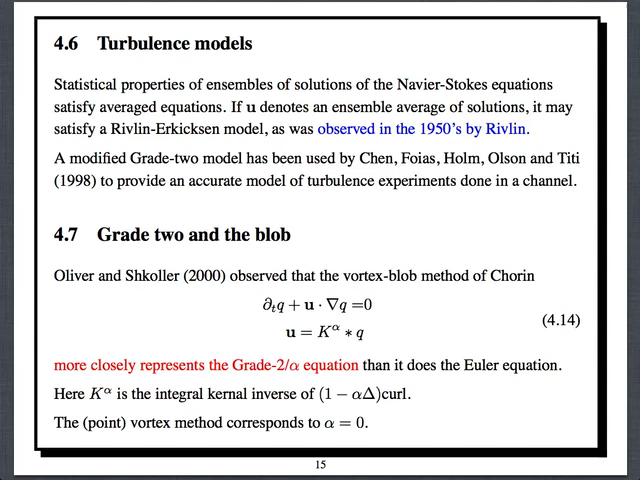 4.6 Turbulence models
Statistical properties of ensembles of solutions of the Navier-Stokes equations
satisfy averaged equations. If u denotes an ensemble average of solutions, it may
satisfy a Rivlin-Erkicksen model, as was observed in the 1950's by Rivlin.
A modified Grade-two model has been used by Chen, Foias, Holm, Olson and Titi
(1998) to provide an accurate model of turbulence experiments done in a channel.
4.7 Grade two and the blob
Oliver and Shkoller (2000) observed that the vortex-blob method of Chorin
∂ₜq + u · ∇q =0
u = K^α ∗ q
(4.14)
more closely represents the Grade-2/α equation than it does the Euler equation.
Here K^α is the integral kernal inverse of (1 − αΔ)curl.
The (point) vortex method corresponds to α = 0.
15